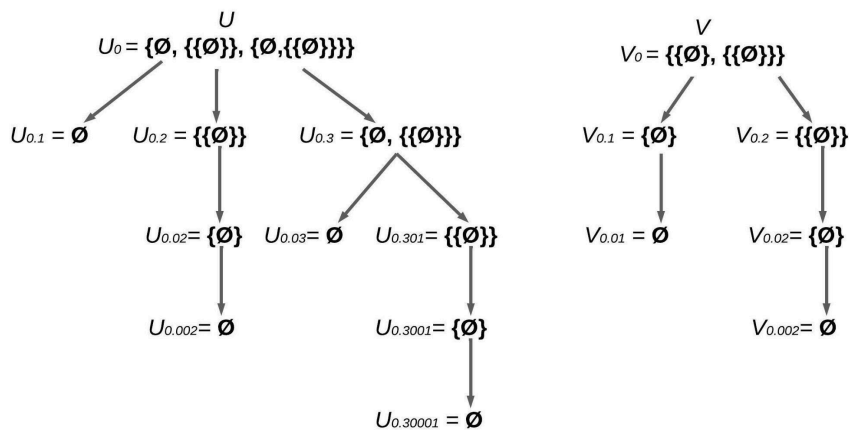 U V
U0 = {Ø, {{Ø}}, {Ø,{{Ø}}}} V0 = {{Ø}, {{Ø}}}
U0.1 = Ø U0.2 = {{Ø}} U0.3 = {Ø, {{Ø}}} V0.1 = {Ø} V0.2 = {{Ø}}
U0.02= {Ø} U0.03= Ø U0.301= {{Ø}} V0.01 = Ø V0.02= {Ø}
U0.002= Ø U0.3001= {Ø} V0.002= Ø
U0.30001 = Ø